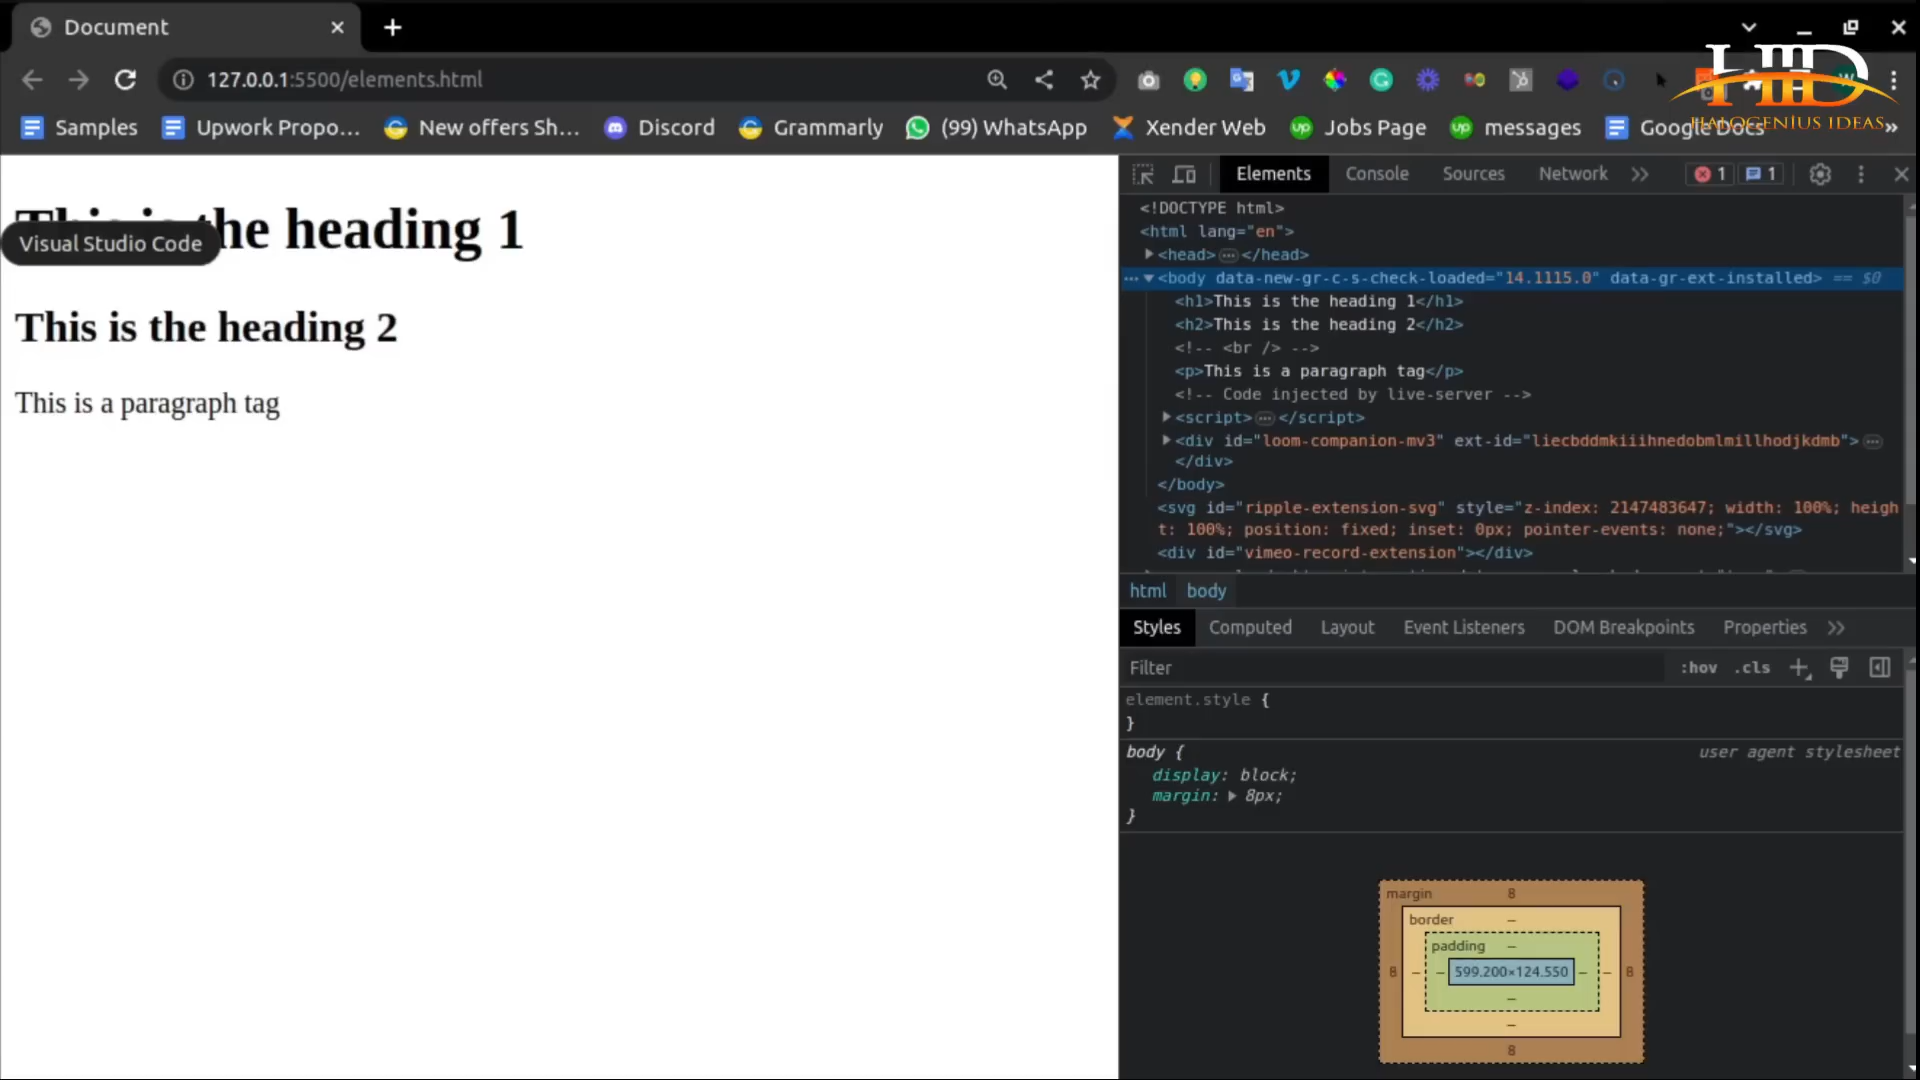 Document
127.0.0.1:5500/elements.html
HID
HALOGENIUS IDEAS
Samples
Upwork Propo...
New offers Sh...
Discord
Grammarly
(99) WhatsApp
Xender Web
Jobs Page
messages
Google Docs
»
This is the heading 1
Visual Studio Code
This is the heading 2
This is a paragraph tag
Elements Console Sources Network » 1 1
<!DOCTYPE html>
<html lang="en">
<head>…</head>
<body data-new-gr-c-s-check-loaded="14.1115.0" data-gr-ext-installed> == $0
<h1>This is the heading 1</h1>
<h2>This is the heading 2</h2>
<!-- <br /> -->
<p>This is a paragraph tag</p>
<!-- Code injected by live-server -->
<script>…</script>
<div id="loom-companion-mv3" ext-id="liecbddmkiiihnedobmlmillhodjkdmb">…
</div>
</body>
<svg id="ripple-extension-svg" style="z-index: 2147483647; width: 100%; heigh
t: 100%; position: fixed; inset: 0px; pointer-events: none;"></svg>
<div id="vimeo-record-extension"></div>
html body
Styles Computed Layout Event Listeners DOM Breakpoints Properties »
Filter :hov .cls +
element.style {
}
body { user agent stylesheet
display: block;
margin: 8px;
}
margin 8
border –
padding –
8 – – 599.200×124.550 – – 8
–
–
8